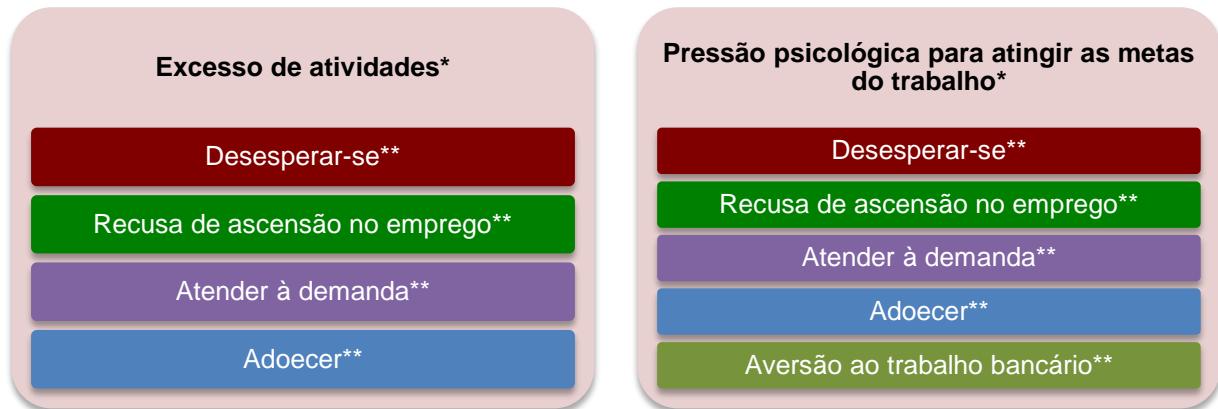 Excesso de atividades*
Desesperar-se**
Recusa de ascensão no emprego**
Atender à demanda**
Adoecer**
Pressão psicológica para atingir as metas
do trabalho*
Desesperar-se**
Recusa de ascensão no emprego**
Atender à demanda**
Adoecer**
Aversão ao trabalho bancário**